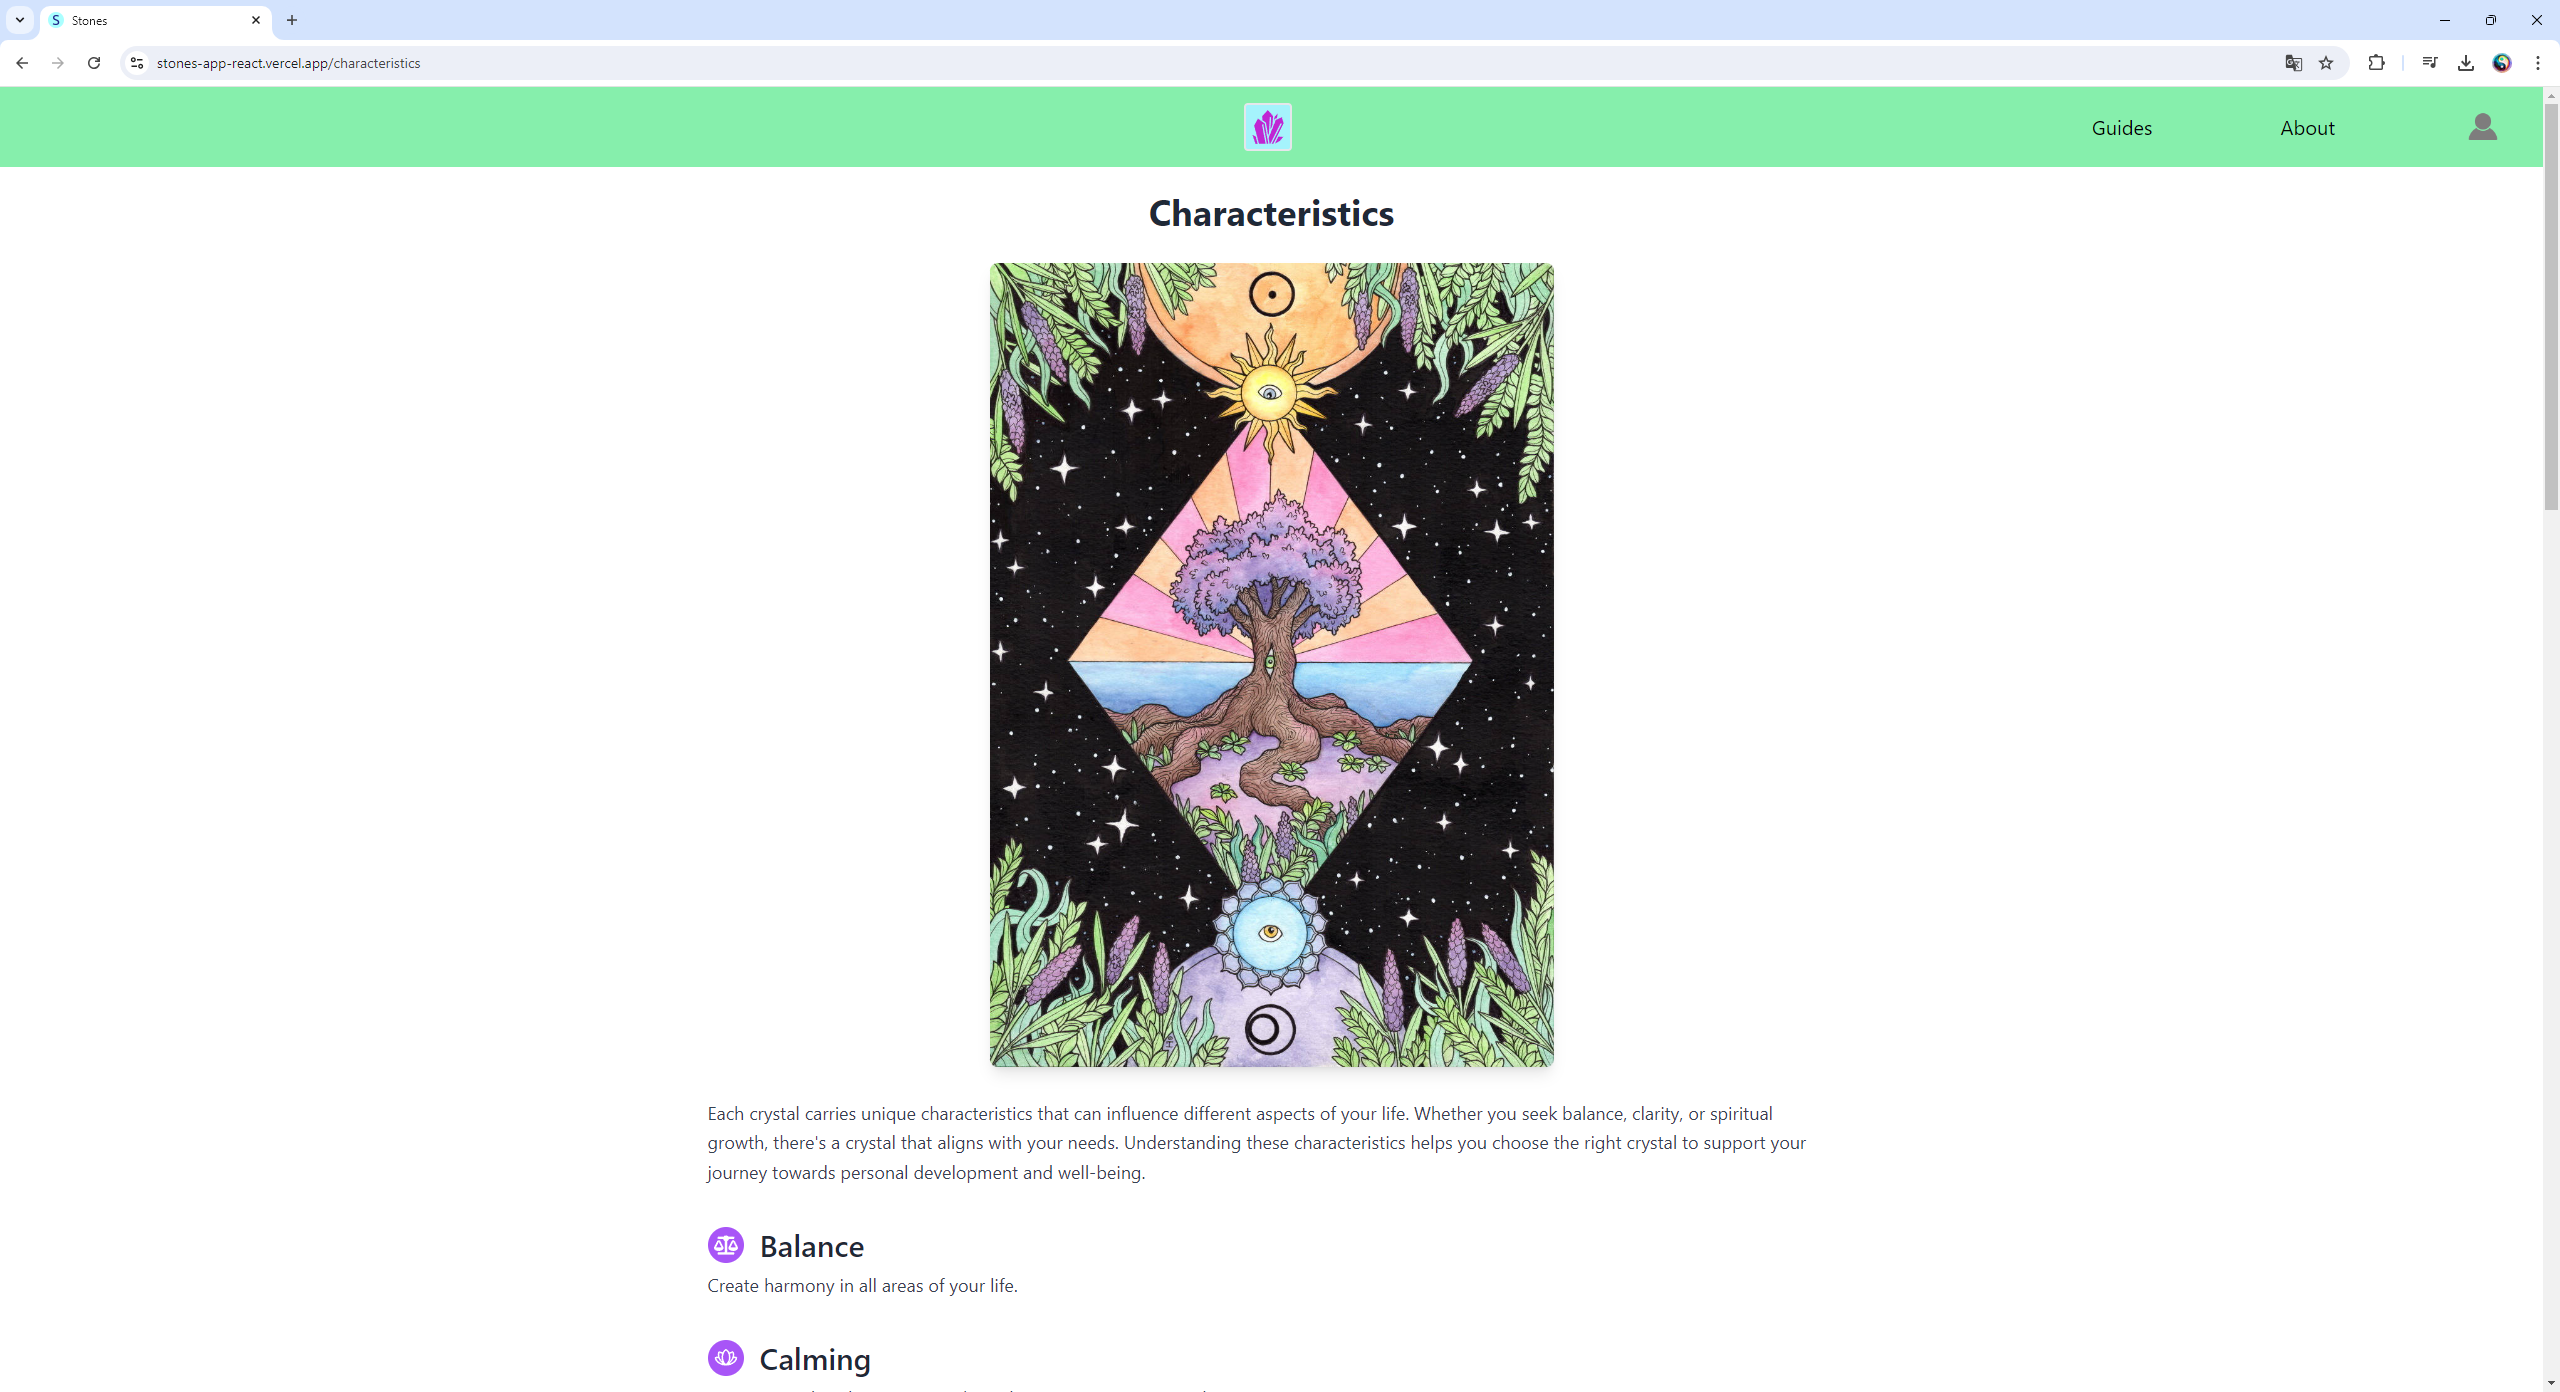 Stones
stones-app-react.vercel.app/characteristics
Guides
About
Characteristics
Each crystal carries unique characteristics that can influence different aspects of your life. Whether you seek balance, clarity, or spiritual
growth, there's a crystal that aligns with your needs. Understanding these characteristics helps you choose the right crystal to support your
journey towards personal development and well-being.
Balance
Create harmony in all areas of your life.
Calming